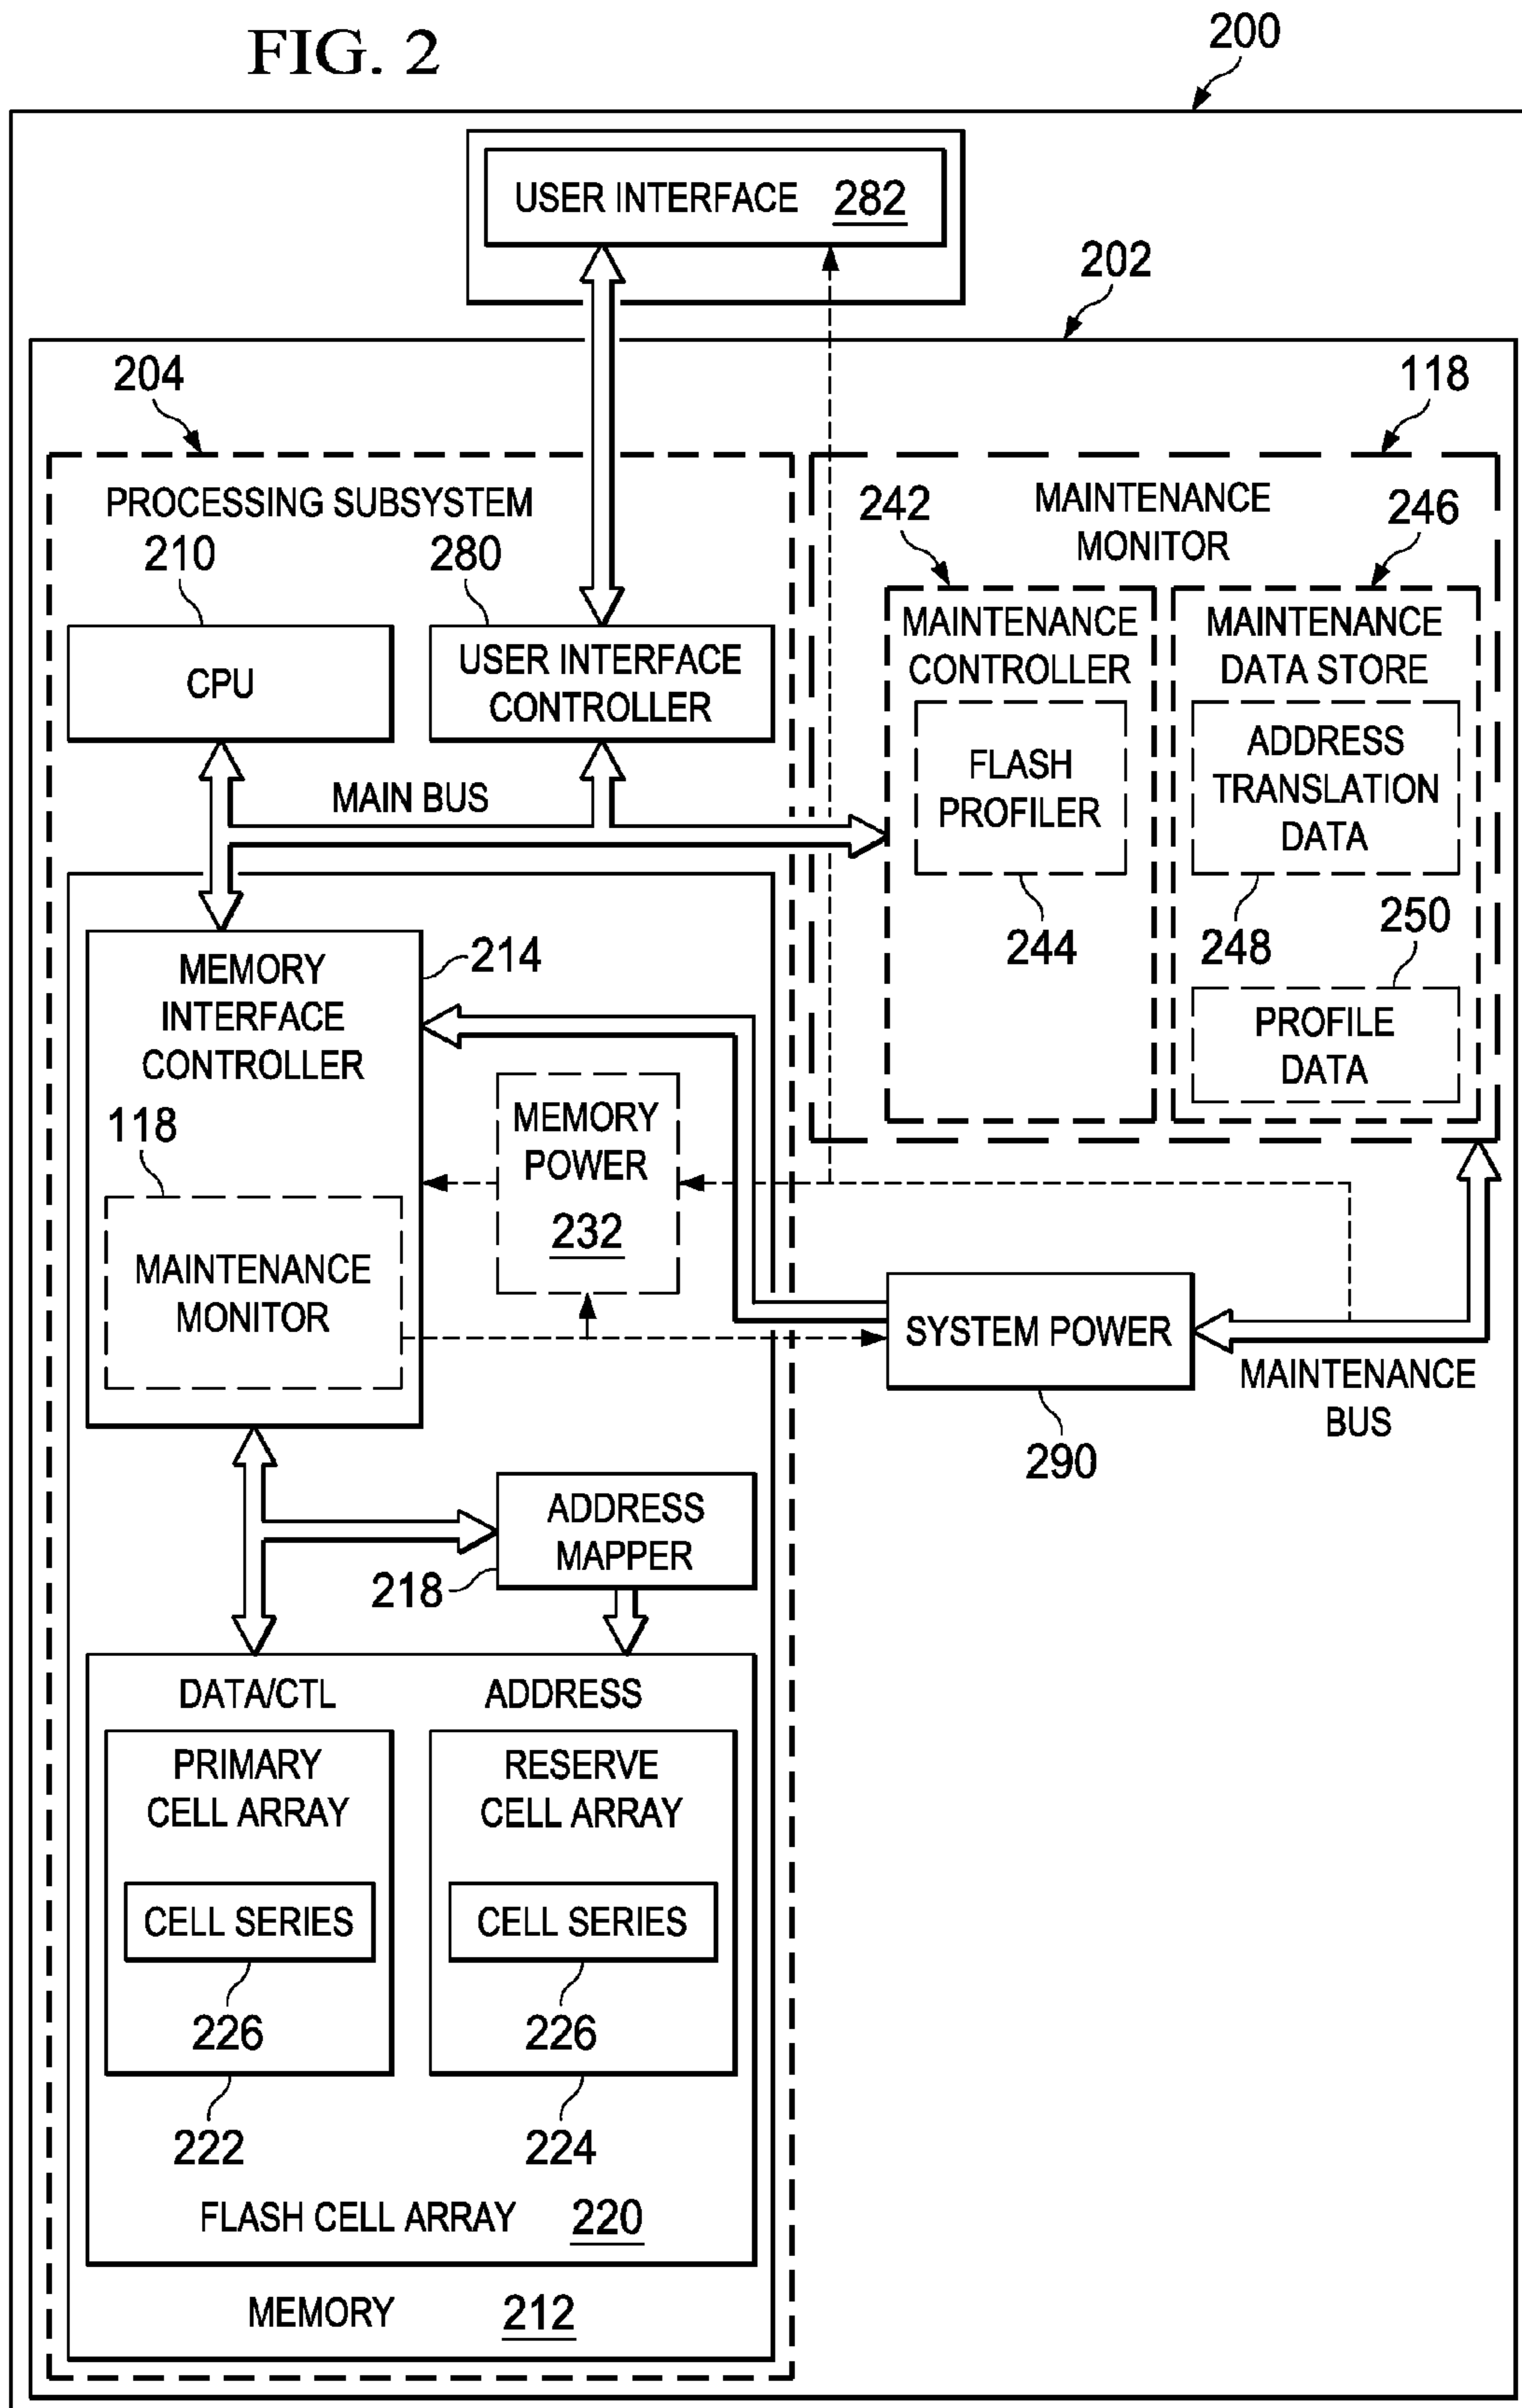 FIG. 2
200
USER INTERFACE 282
202
204
118
PROCESSING SUBSYSTEM
210
280
CPU
USER INTERFACE
CONTROLLER
MAIN BUS
MAINTENANCE
MONITOR
242
246
MAINTENANCE
CONTROLLER
FLASH
PROFILER
244
MAINTENANCE
DATA STORE
ADDRESS
TRANSLATION
DATA
248
250
PROFILE
DATA
214
MEMORY
INTERFACE
CONTROLLER
118
MAINTENANCE
MONITOR
MEMORY
POWER
232
SYSTEM POWER
290
MAINTENANCE
BUS
ADDRESS
MAPPER
218
DATA/CTL
ADDRESS
PRIMARY
CELL ARRAY
CELL SERIES
226
222
RESERVE
CELL ARRAY
CELL SERIES
226
224
FLASH CELL ARRAY 220
MEMORY 212